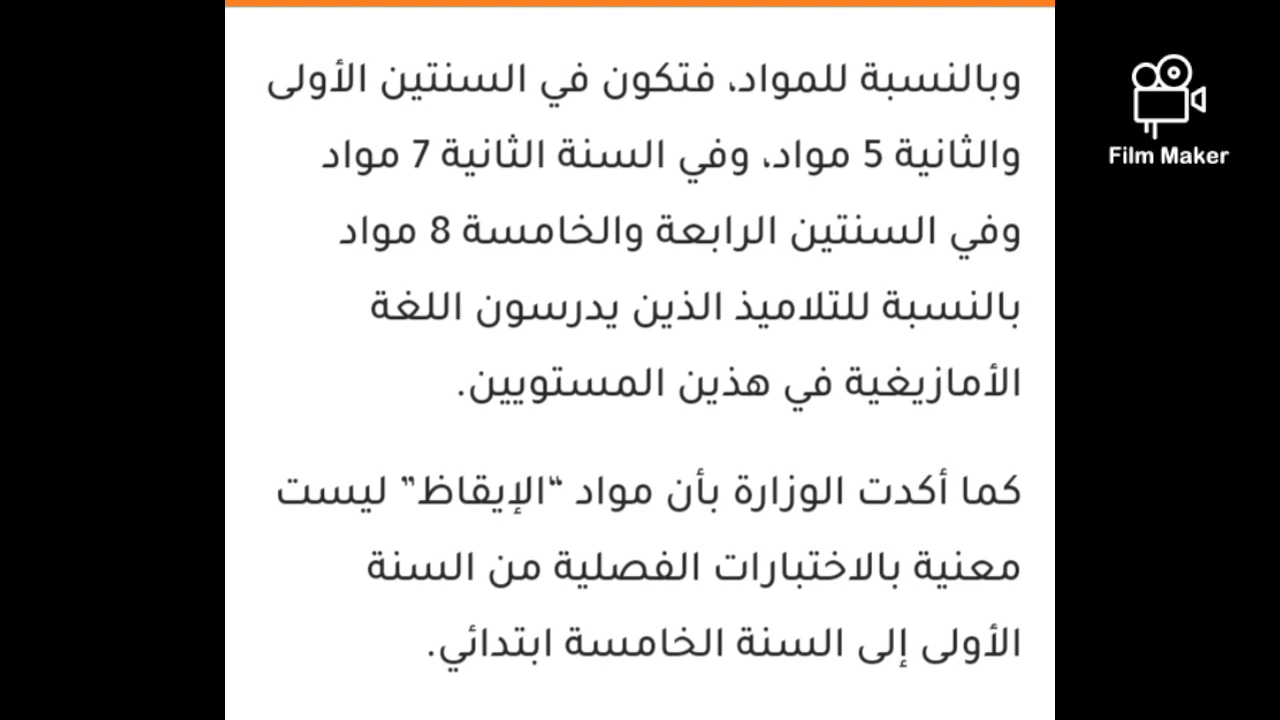 وبالنسبة للمواد، فتكون في السنتين الأولى
والثانية 5 مواد، وفي السنة الثانية 7 مواد
وفي السنتين الرابعة والخامسة 8 مواد
بالنسبة للتلاميذ الذين يدرسون اللغة
الأمازيغية في هذين المستويين.
كما أكدت الوزارة بأن مواد “الإيقاظ” ليست
معنية بالاختبارات الفصلية من السنة
الأولى إلى السنة الخامسة ابتدائي.
Film Maker